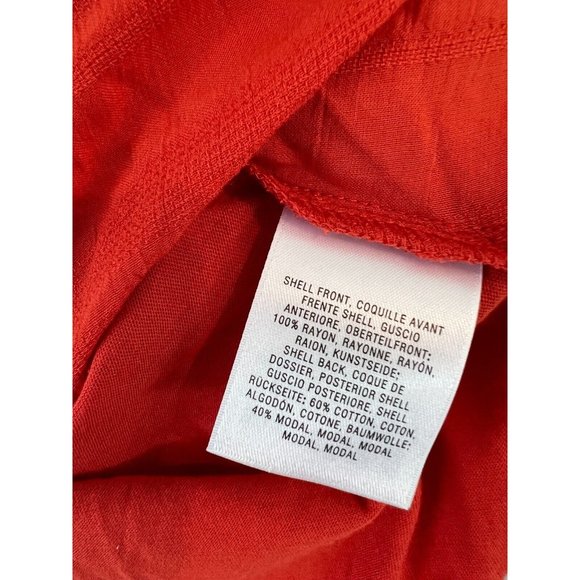 SHELL FRONT, COQUILLE AVANT
FRENTE SHELL, GUSCIO
ANTERIORE, OBERTEILFRONT:
100% RAYON, RAYONNE, RAYÓN,
RAION, KUNSTSEIDE:
SHELL BACK, COQUE DE
DOSSIER, POSTERIOR SHELL
GUSCIO POSTERIORE, SHELL
RÜCKSEITE: 60% COTTON, COTON,
ALGODÓN, COTONE, BAUMWOLLE:
40% MODAL, MODAL, MODAL
MODAL, MODAL